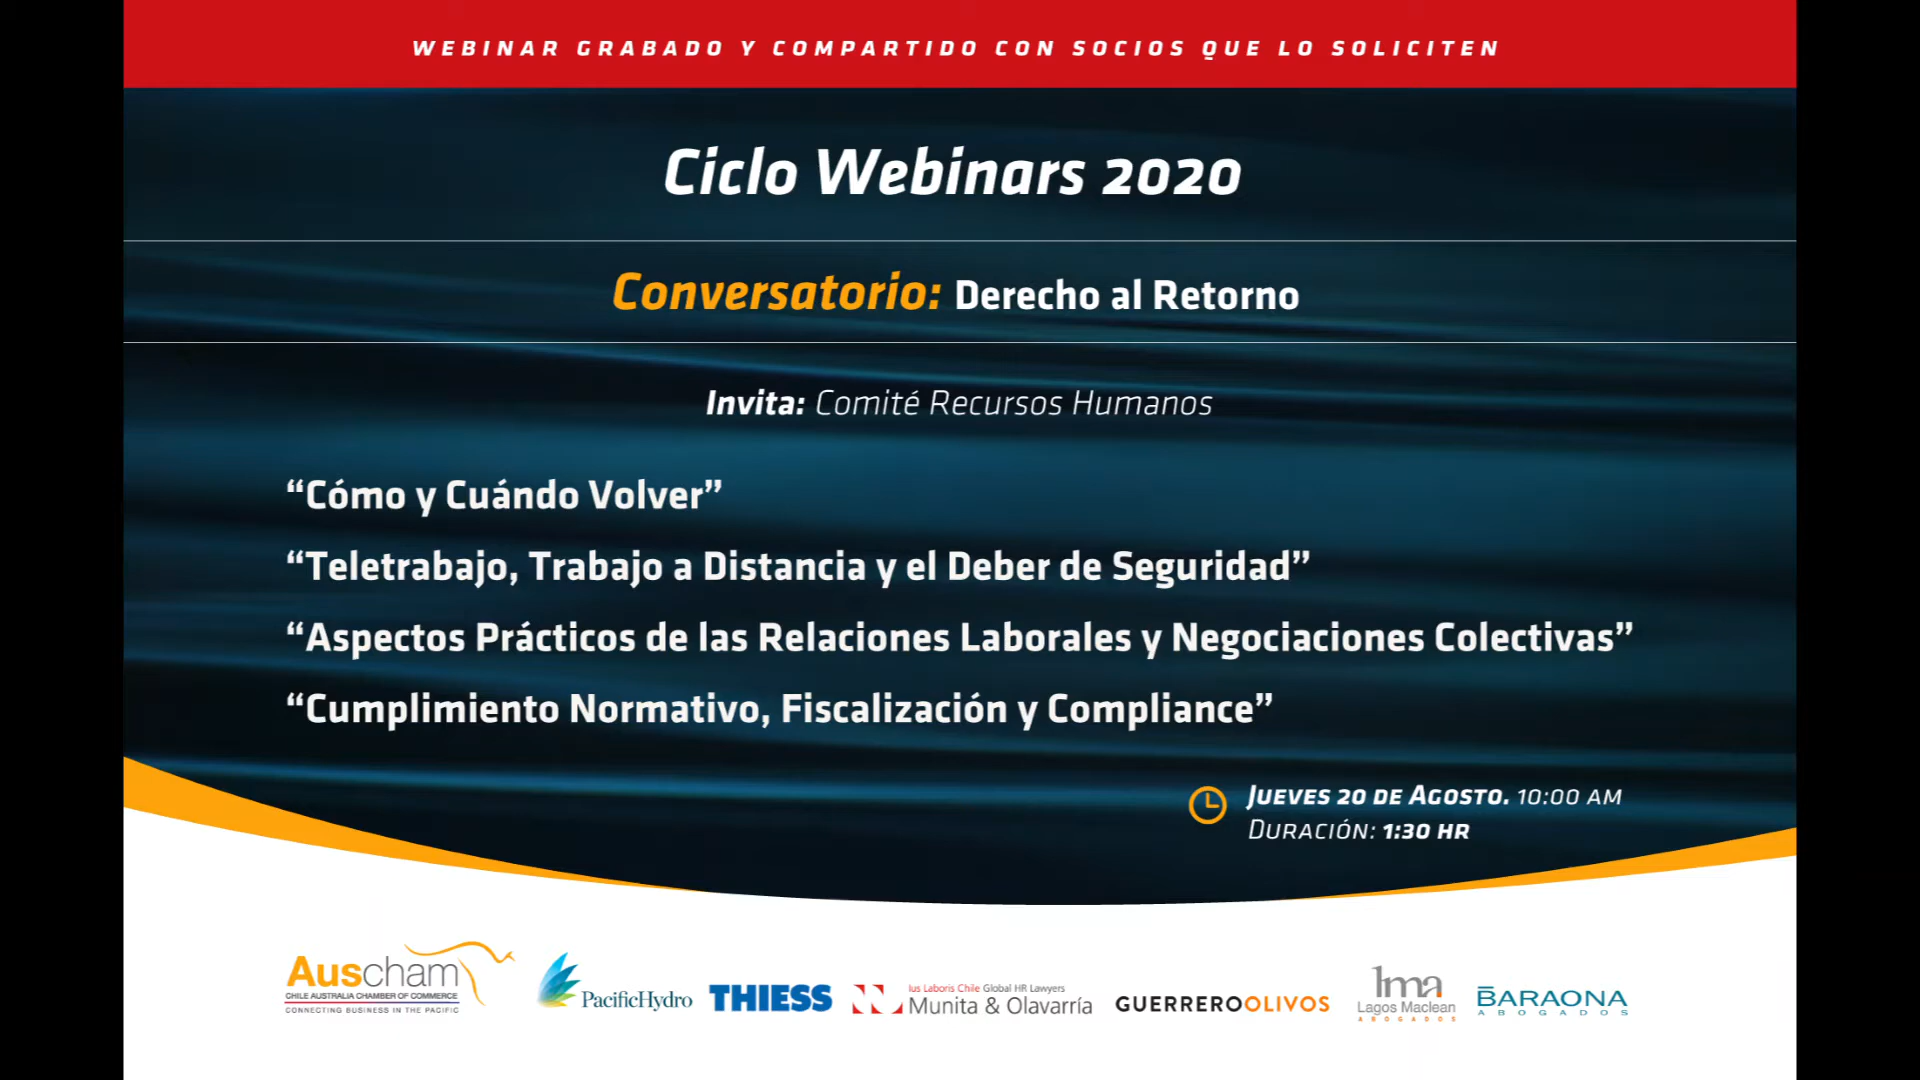 WEBINAR GRABADO Y COMPARTIDO CON SOCIOS QUE LO SOLICITEN
Ciclo Webinars 2020
Conversatorio: Derecho al Retorno
Invita: Comité Recursos Humanos
“Cómo y Cuándo Volver”
“Teletrabajo, Trabajo a Distancia y el Deber de Seguridad”
“Aspectos Prácticos de las Relaciones Laborales y Negociaciones Colectivas”
“Cumplimiento Normativo, Fiscalización y Compliance”
JUEVES 20 DE AGOSTO. 10:00 AM
DURACIÓN: 1:30 HR
Auscham
CHILE AUSTRALIA CHAMBER OF COMMERCE
CONNECTING BUSINESS IN THE PACIFIC
PacificHydro
THIESS
Ius Laboris Chile Global HR Lawyers
Munita & Olavarría
GUERREROOLIVOS
lma
Lagos Maclean
ABOGADOS
BARAONA
ABOGADOS